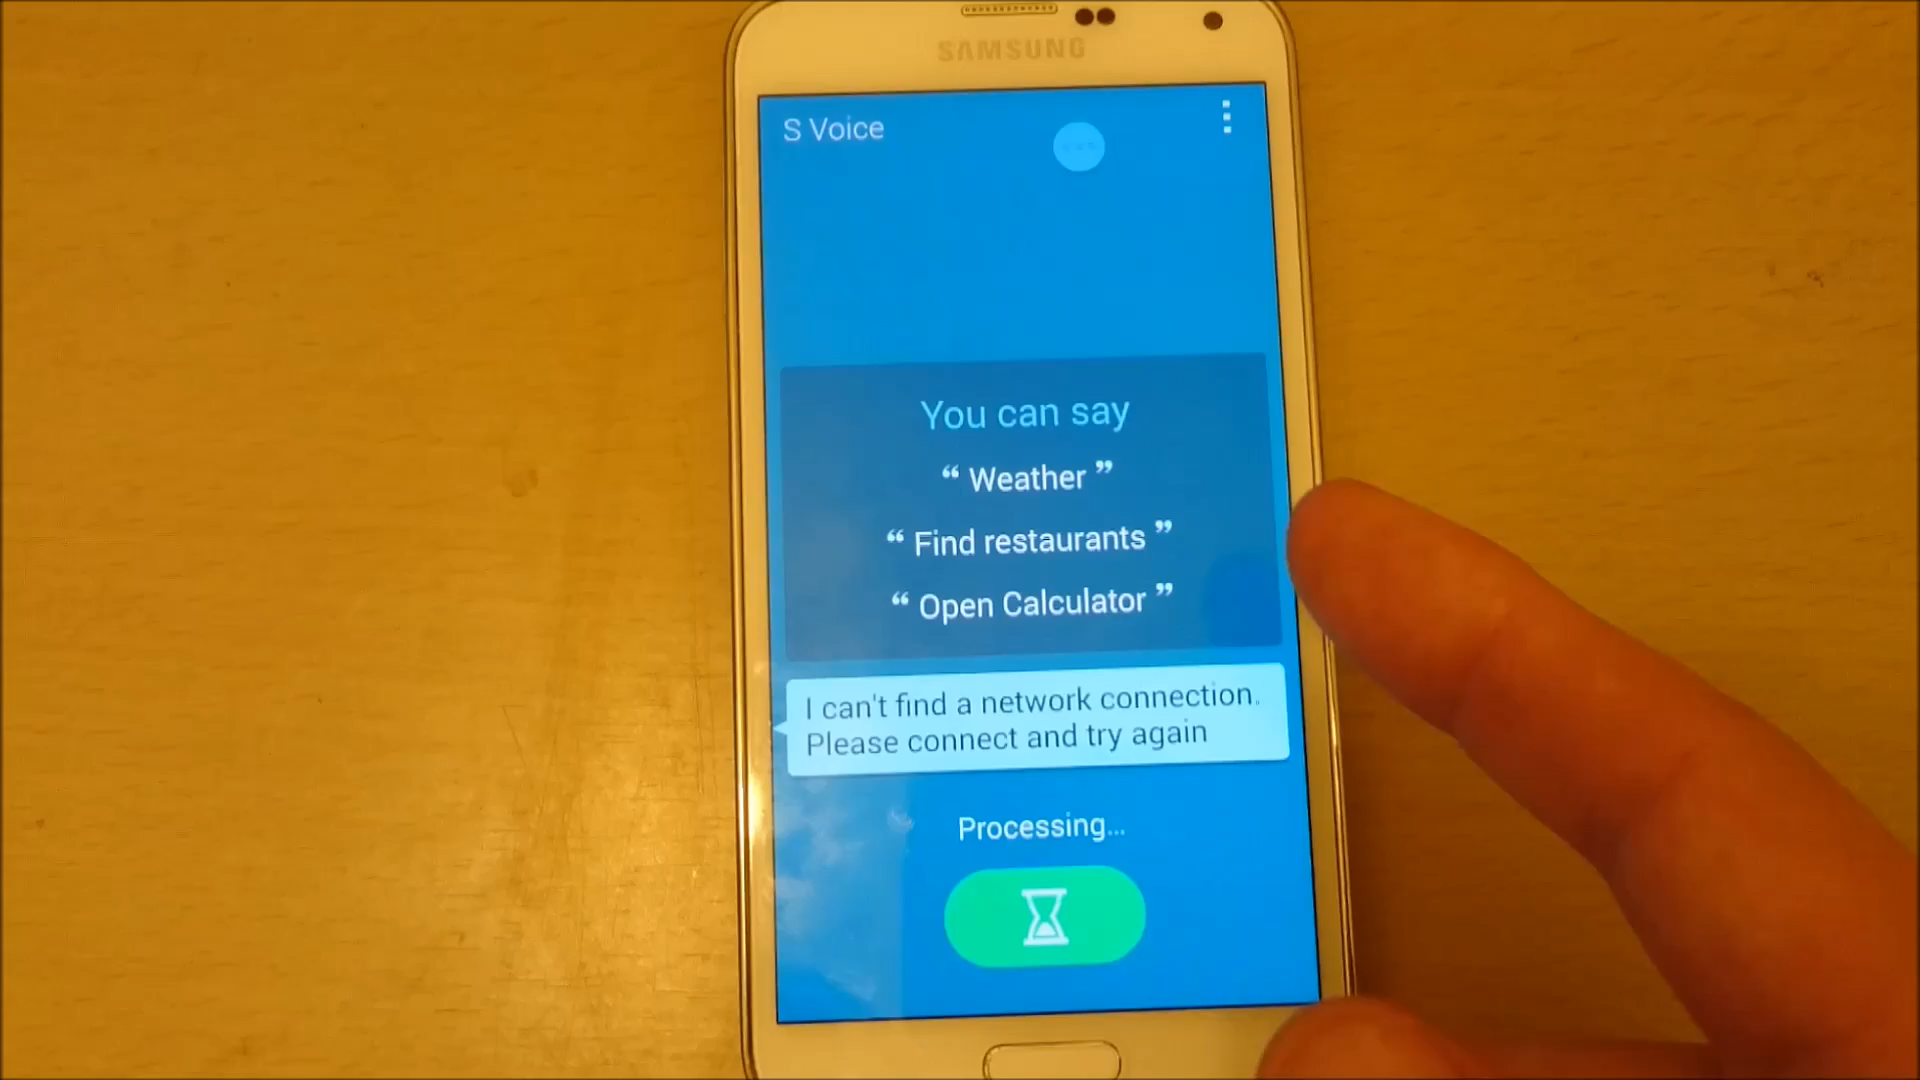 SAMSUNG
S Voice
You can say
“ Weather ”
“ Find restaurants ”
“ Open Calculator ”
I can't find a network connection.
Please connect and try again
Processing...